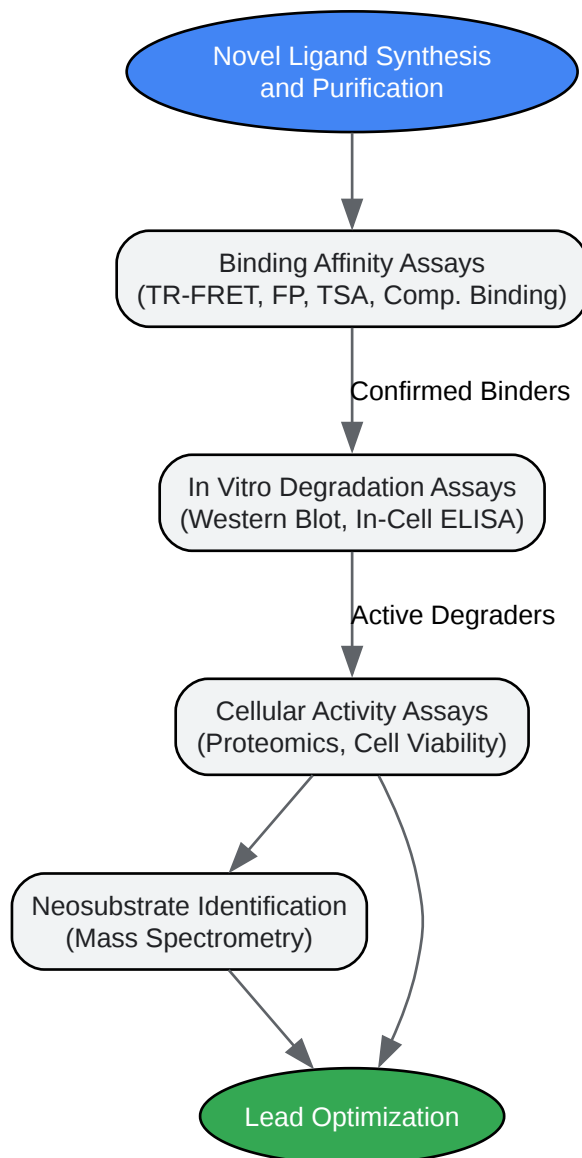 Novel Ligand Synthesis
and Purification
Binding Affinity Assays
(TR-FRET, FP, TSA, Comp. Binding)
Confirmed Binders
In Vitro Degradation Assays
(Western Blot, In-Cell ELISA)
Active Degraders
Cellular Activity Assays
(Proteomics, Cell Viability)
Neosubstrate Identification
(Mass Spectrometry)
Lead Optimization